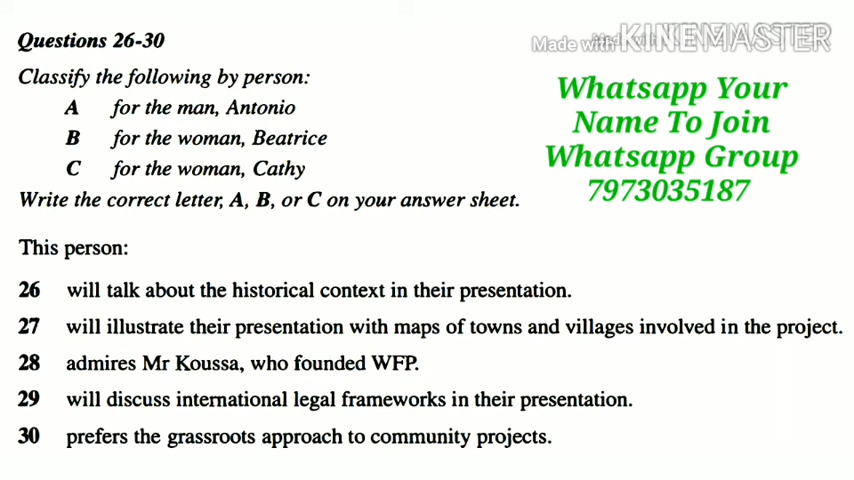 Made with KINEMASTER
Questions 26-30
Classify the following by person:
A for the man, Antonio
B for the woman, Beatrice
C for the woman, Cathy
Write the correct letter, A, B, or C on your answer sheet.
Whatsapp Your
Name To Join
Whatsapp Group
7973035187
This person:
26 will talk about the historical context in their presentation.
27 will illustrate their presentation with maps of towns and villages involved in the project.
28 admires Mr Koussa, who founded WFP.
29 will discuss international legal frameworks in their presentation.
30 prefers the grassroots approach to community projects.